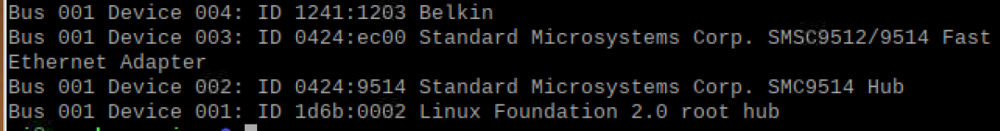 Bus 001 Device 004: ID 1241:1203 Belkin
Bus 001 Device 003: ID 0424:ec00 Standard Microsystems Corp. SMSC9512/9514 Fast
Ethernet Adapter
Bus 001 Device 002: ID 0424:9514 Standard Microsystems Corp. SMC9514 Hub
Bus 001 Device 001: ID 1d6b:0002 Linux Foundation 2.0 root hub